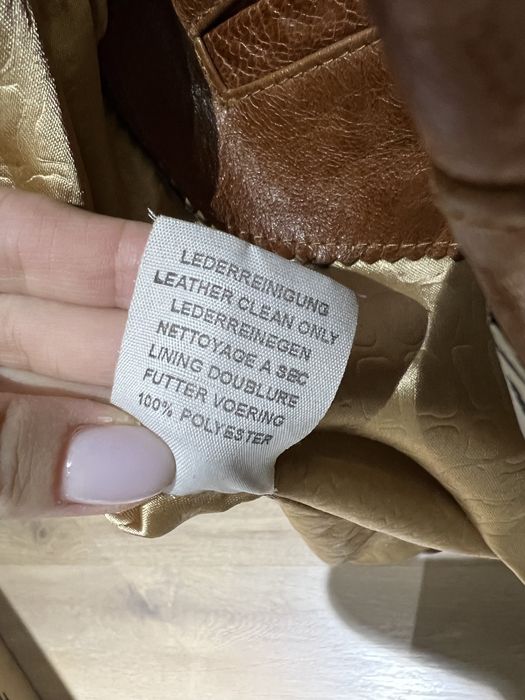 LEDERREINIGUNG
LEATHER CLEAN ONLY
LEDERREINEGEN
NETTOYAGE A SEC
LINING DOUBLURE
FUTTER VOERING
100% POLYESTER